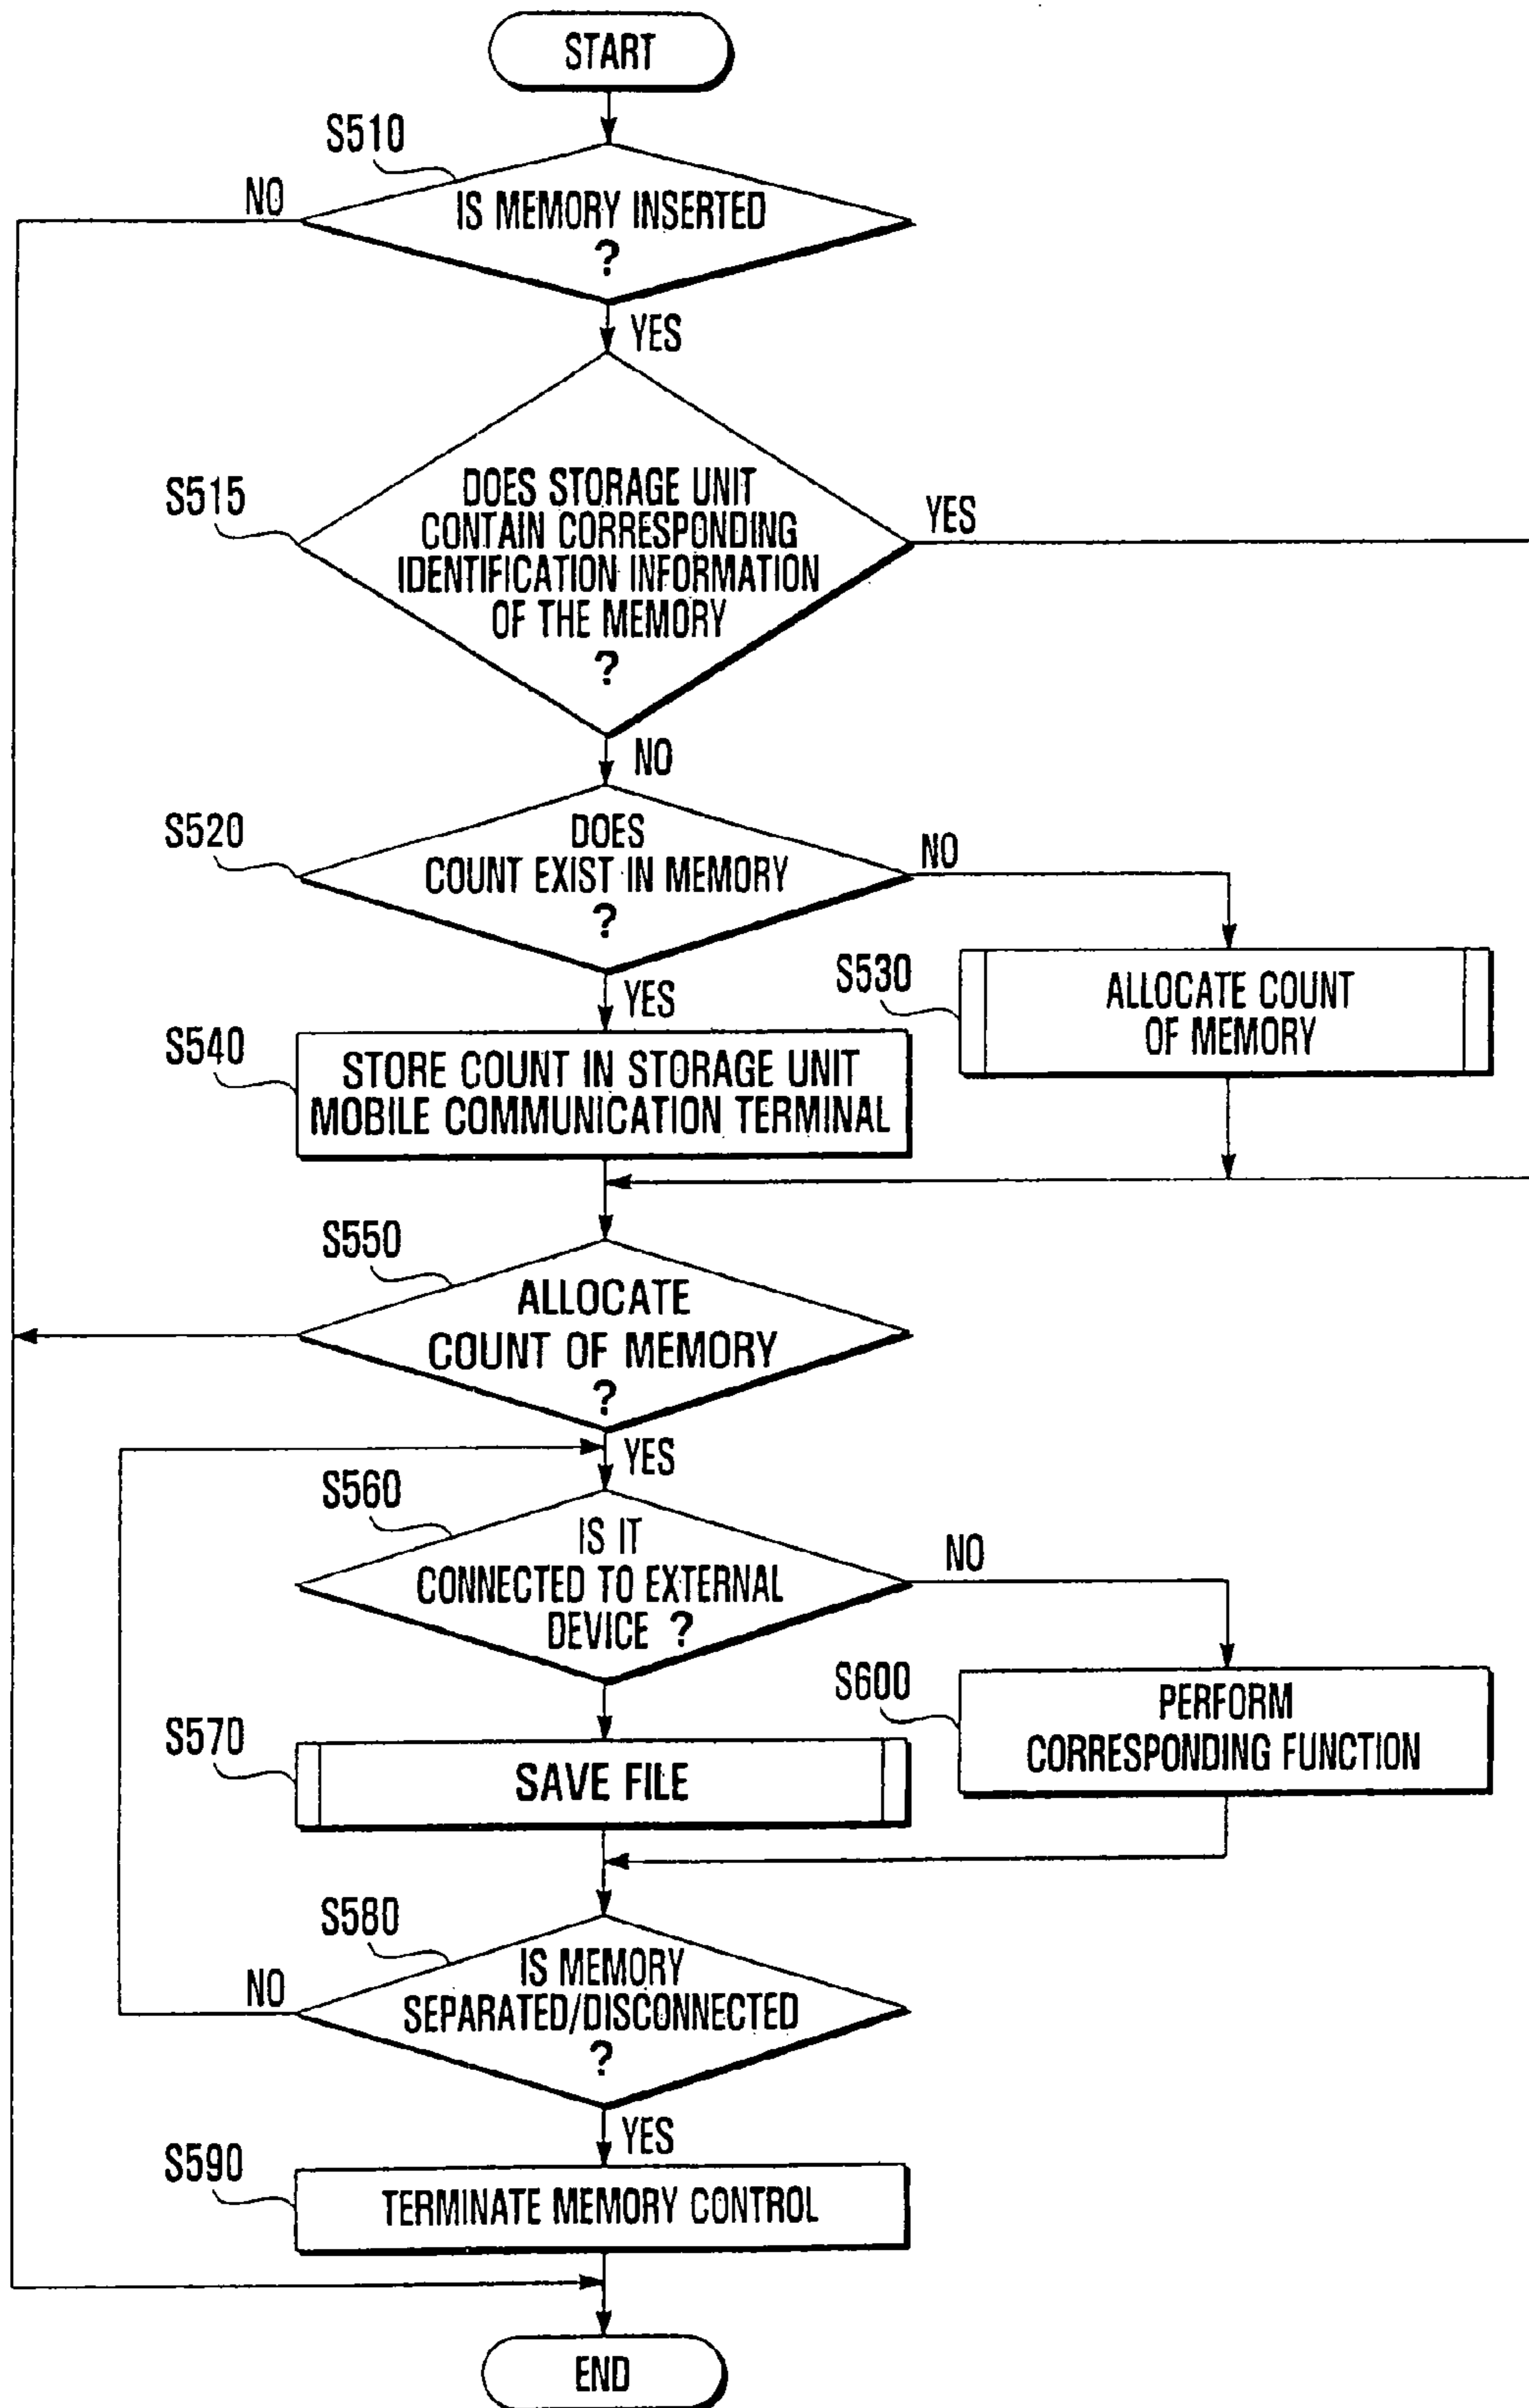 START
S510
NO
IS MEMORY INSERTED
?
YES
S515
DOES STORAGE UNIT
CONTAIN CORRESPONDING
IDENTIFICATION INFORMATION
OF THE MEMORY
?
YES
NO
S520
DOES
COUNT EXIST IN MEMORY
?
NO
YES
S530
ALLOCATE COUNT
OF MEMORY
S540
STORE COUNT IN STORAGE UNIT
MOBILE COMMUNICATION TERMINAL
S550
ALLOCATE
COUNT OF MEMORY
?
YES
S560
IS IT
CONNECTED TO EXTERNAL
DEVICE ?
NO
S600
PERFORM
CORRESPONDING FUNCTION
S570
SAVE FILE
S580
NO
IS MEMORY
SEPARATED/DISCONNECTED
?
YES
S590
TERMINATE MEMORY CONTROL
END